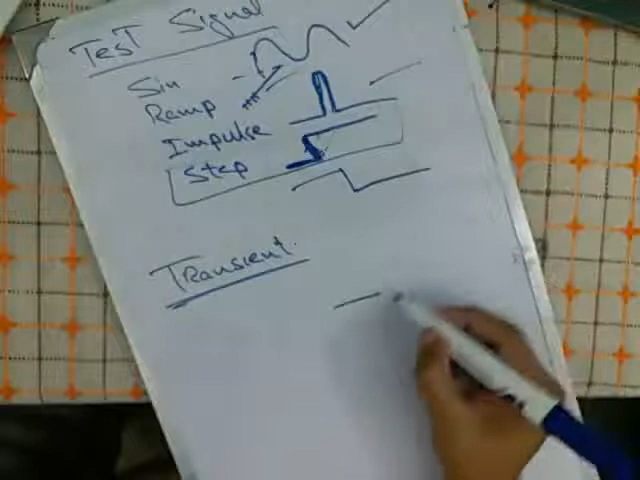 Test Signal
Sin
Ramp
Impulse
Step
Transient